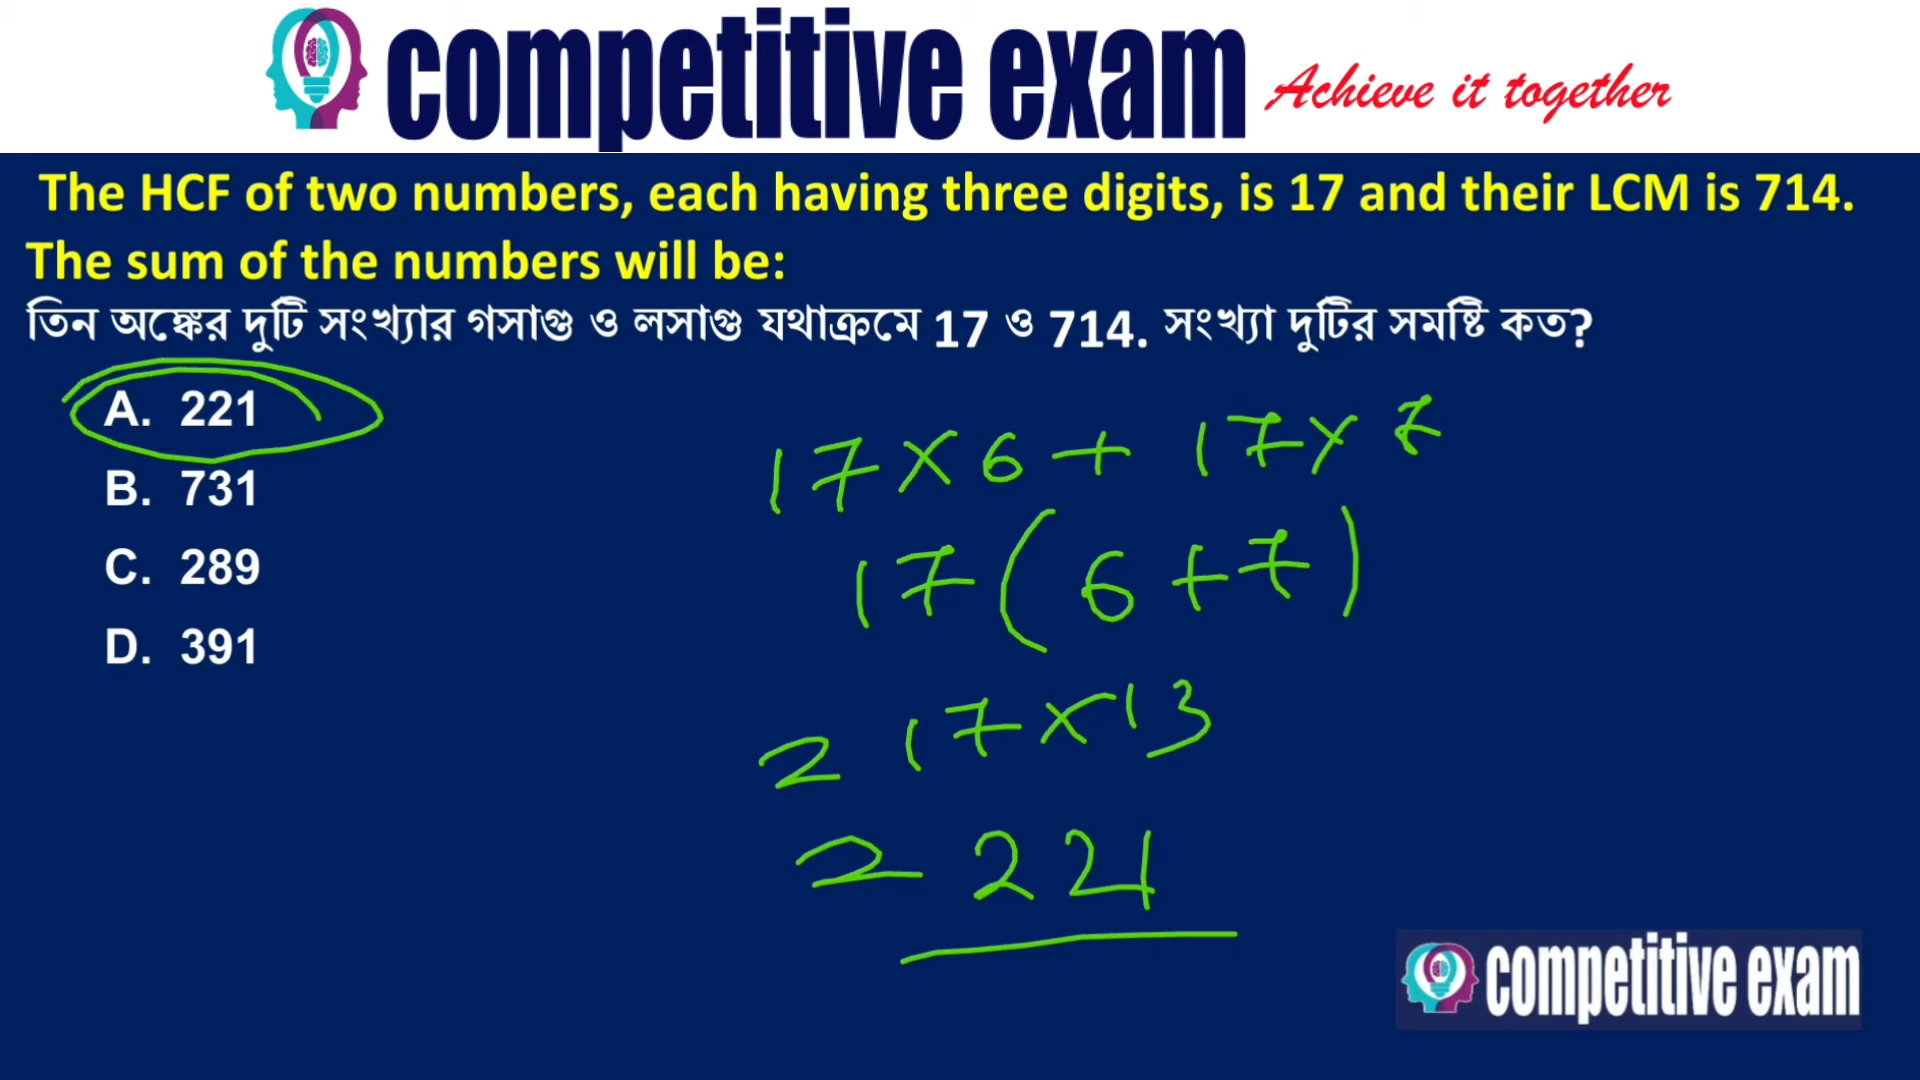 competitive exam Achieve it together
The HCF of two numbers, each having three digits, is 17 and their LCM is 714.
The sum of the numbers will be:
তিন অঙ্কের দুটি সংখ্যার গসাগু ও লসাগু যথাক্রমে 17 ও 714. সংখ্যা দুটির সমষ্টি কত?
A. 221
B. 731
C. 289
D. 391
17 × 6 + 17 × 7
17 ( 6 + 7 )
= 17 × 13
= 221
competitive exam